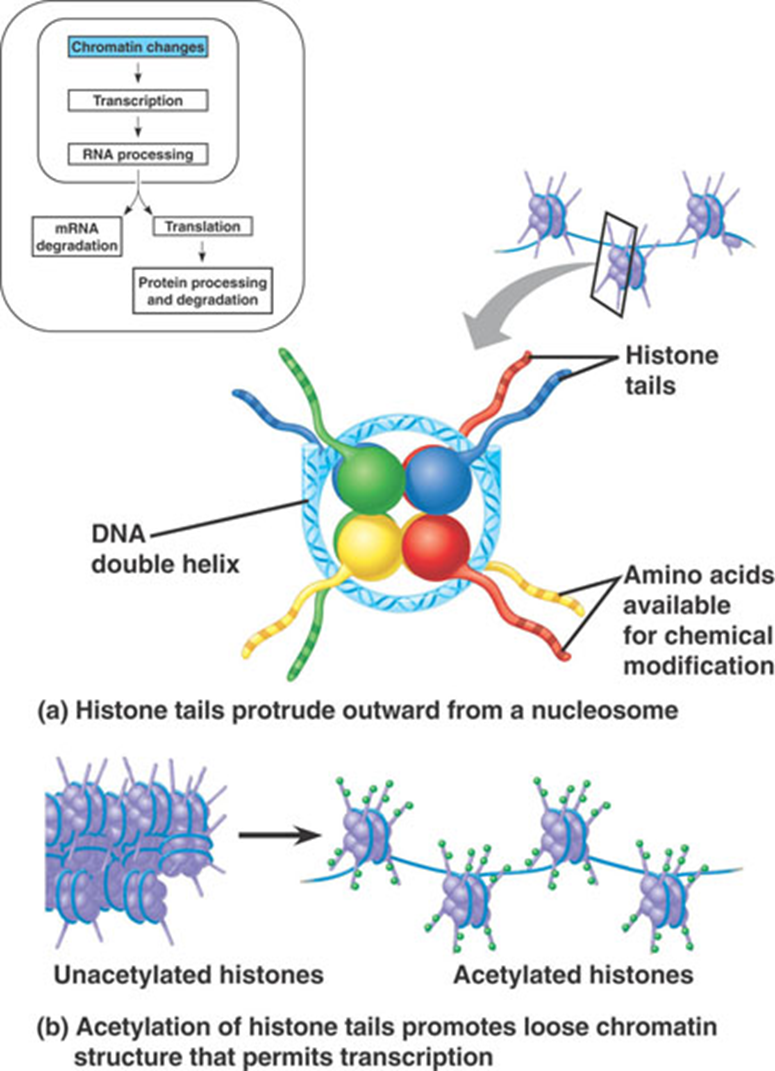 Chromatin changes
Transcription
RNA processing
mRNA
degradation
Translation
Protein processing
and degradation
Histone
tails
DNA
double helix
Amino acids
available
for chemical
modification
(a) Histone tails protrude outward from a nucleosome
Unacetylated histones
Acetylated histones
(b) Acetylation of histone tails promotes loose chromatin
structure that permits transcription